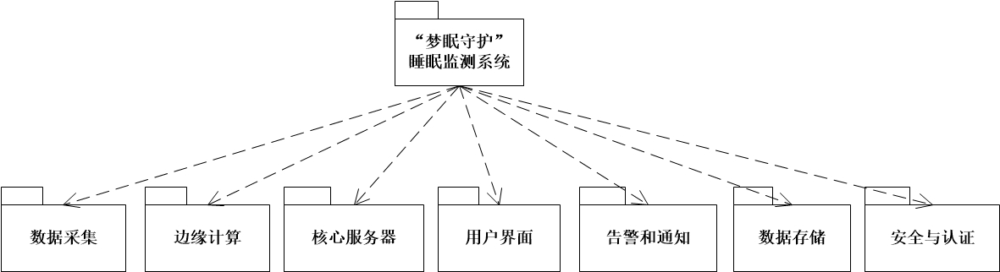 “梦眠守护”
睡眠监测系统
数据采集
边缘计算
核心服务器
用户界面
告警和通知
数据存储
安全与认证